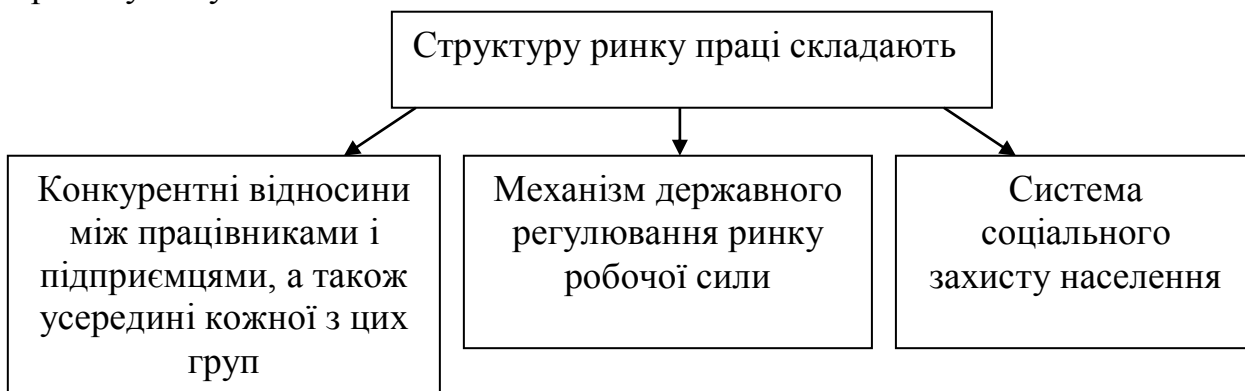 Структуру ринку праці складають
Конкурентні відносини
між працівниками і
підприємцями, а також
усередині кожної з цих
груп
Механізм державного
регулювання ринку
робочої сили
Система
соціального
захисту населення